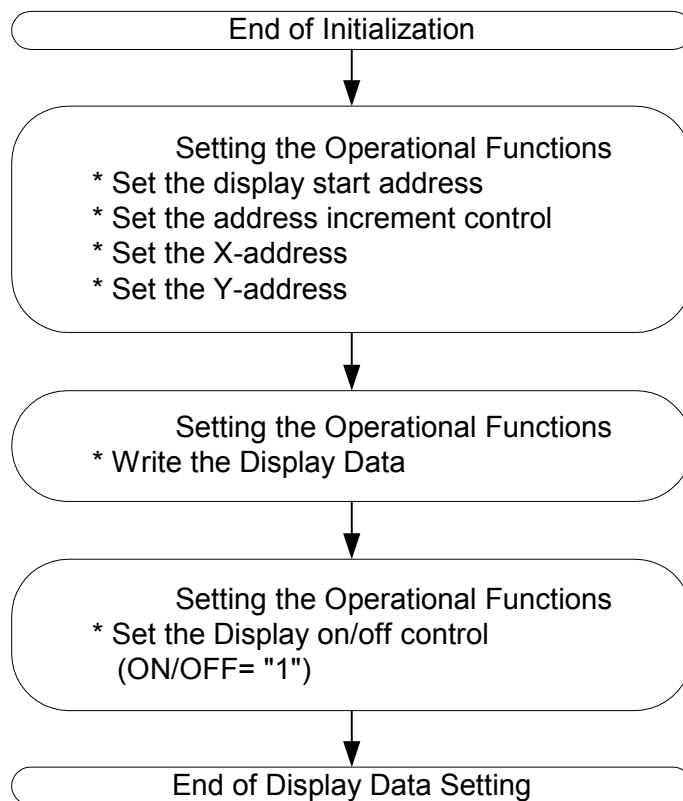 End of Initialization
Setting the Operational Functions
* Set the display start address
* Set the address increment control
* Set the X-address
* Set the Y-address
Setting the Operational Functions
* Write the Display Data
Setting the Operational Functions
* Set the Display on/off control
(ON/OFF= "1")
End of Display Data Setting